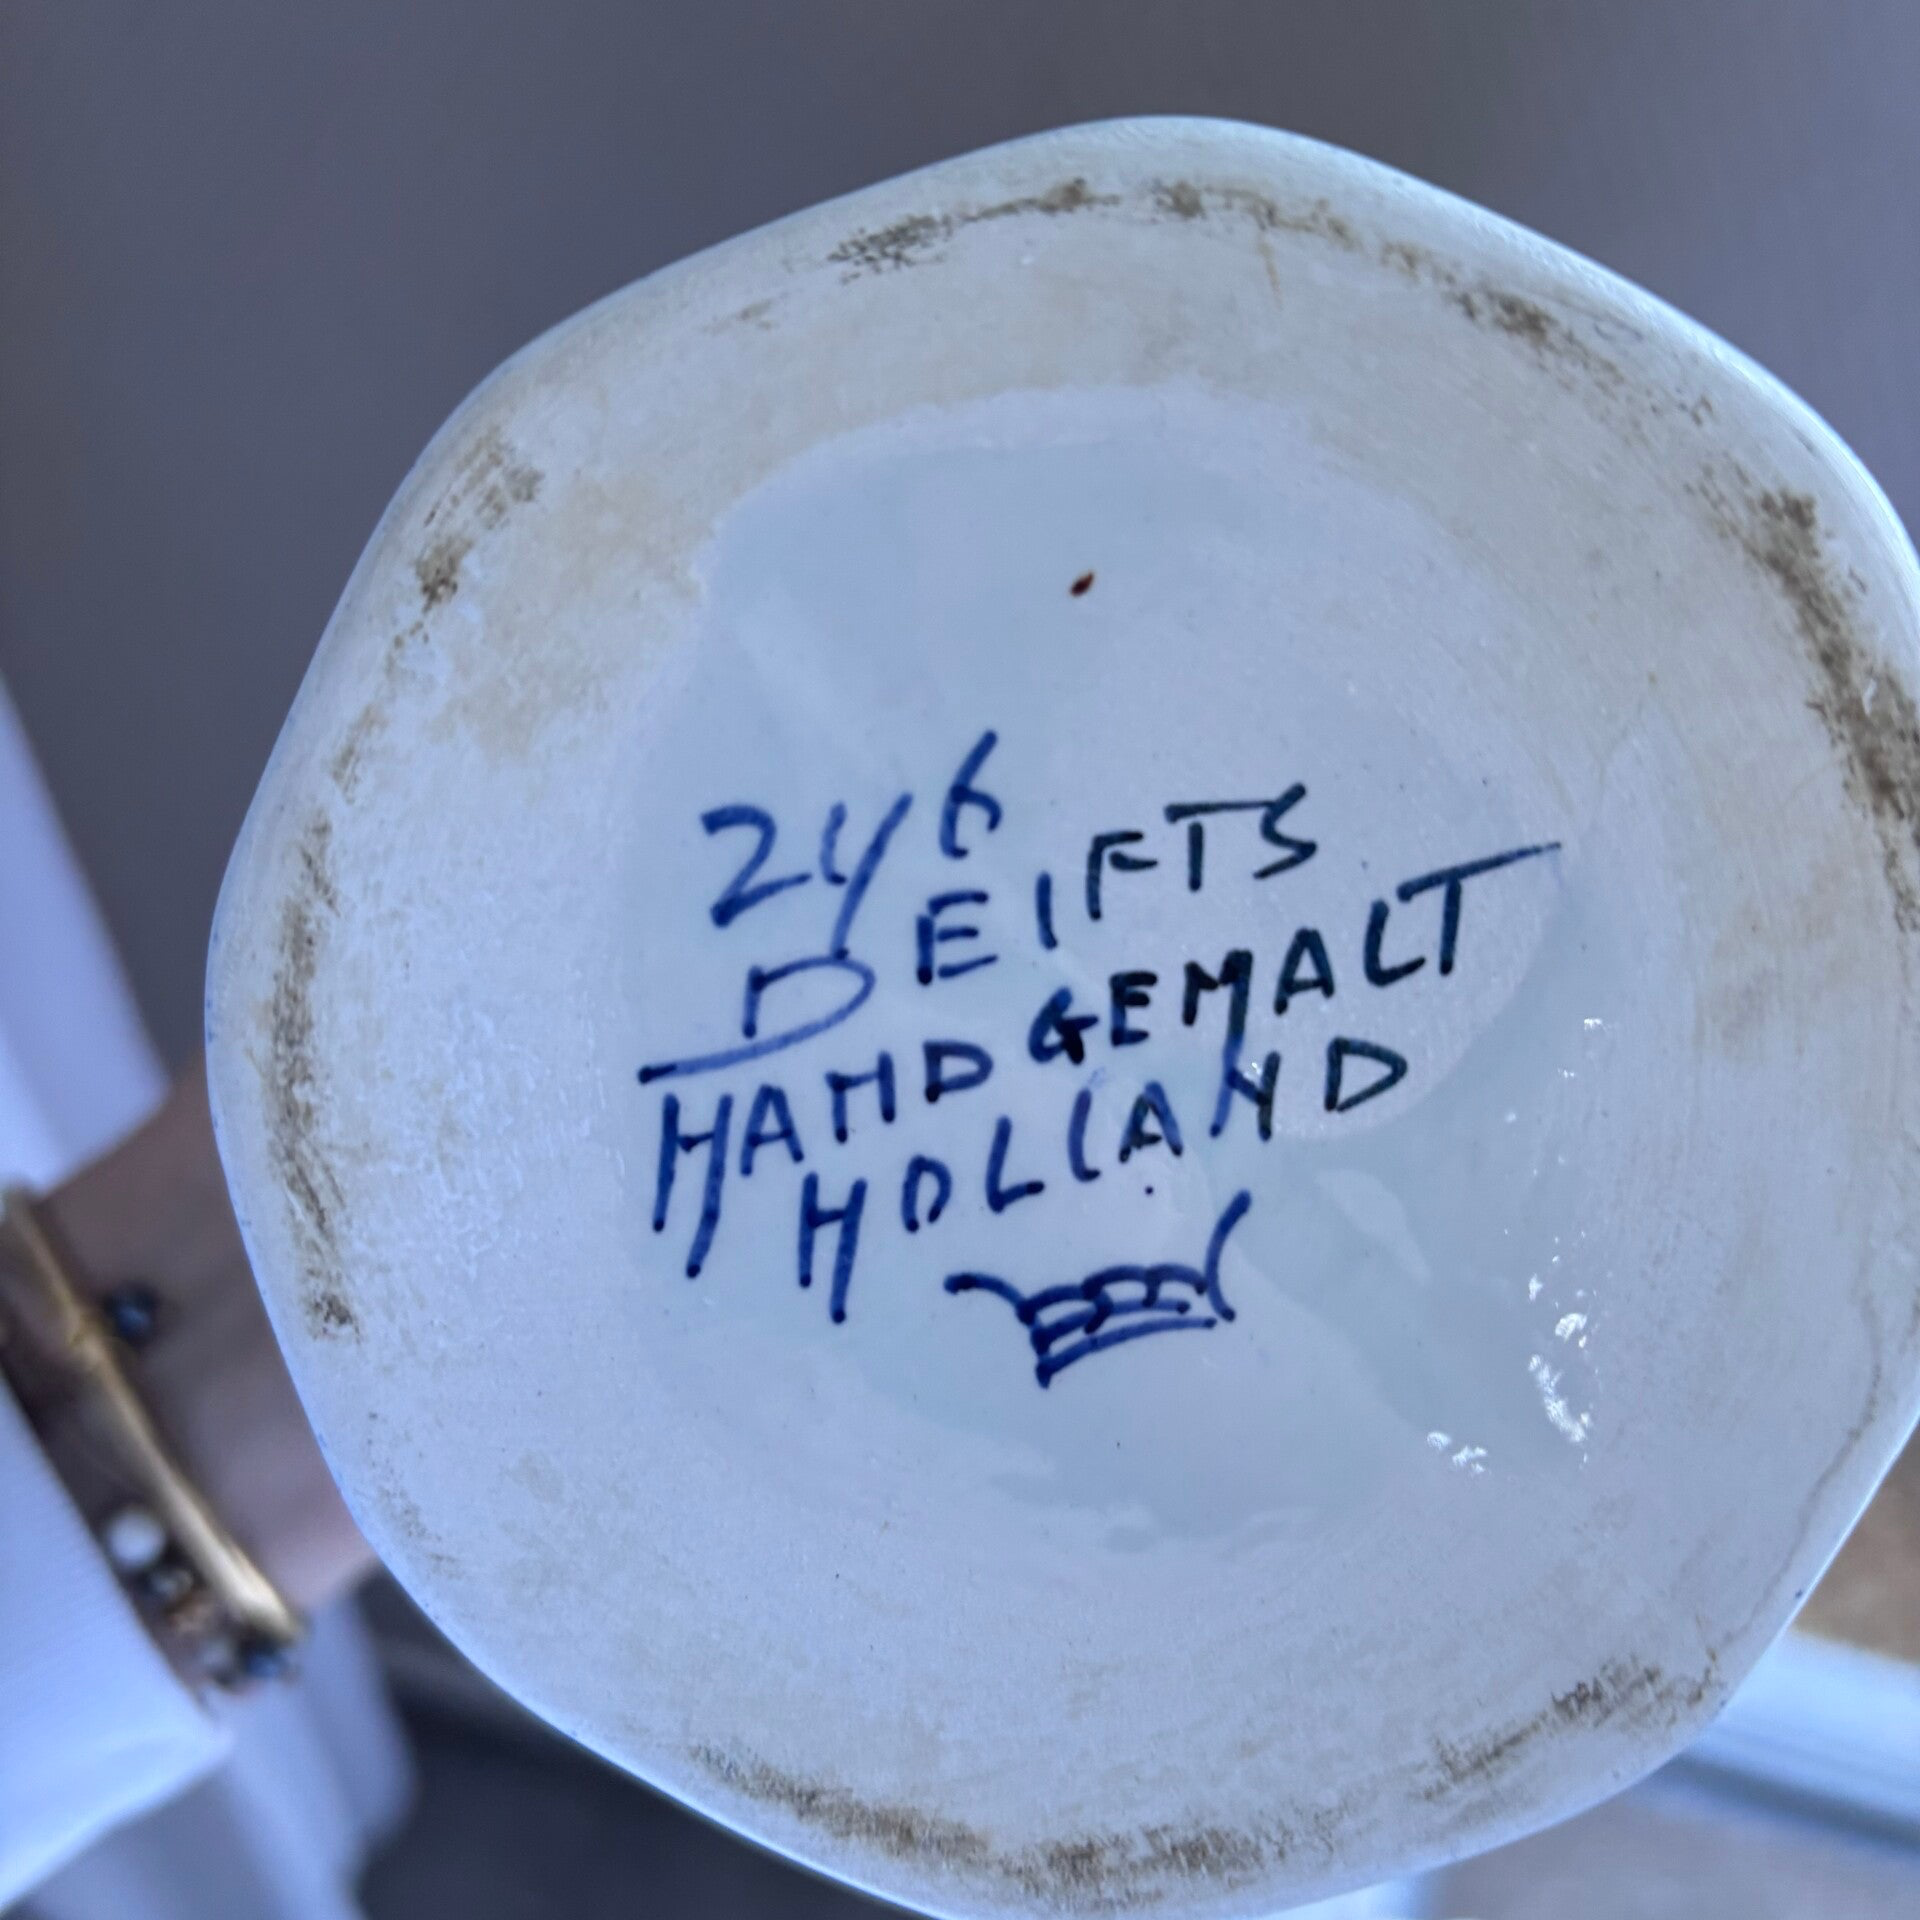 246
DElFTS
HANDGEMALT
HOLLAND